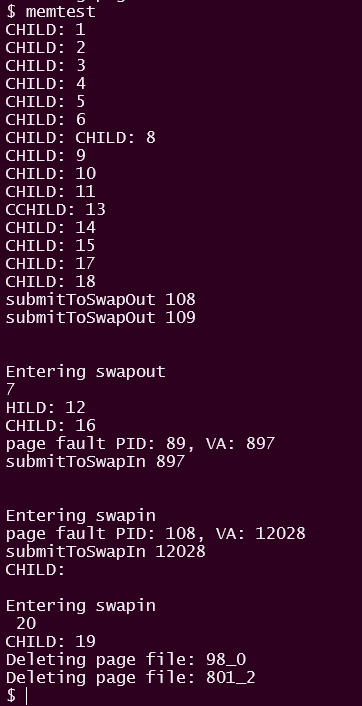 $ memtest
CHILD: 1
CHILD: 2
CHILD: 3
CHILD: 4
CHILD: 5
CHILD: 6
CHILD: CHILD: 8
CHILD: 9
CHILD: 10
CHILD: 11
CCHILD: 13
CHILD: 14
CHILD: 15
CHILD: 17
CHILD: 18
submitToSwapOut 108
submitToSwapOut 109
Entering swapout
7
HILD: 12
CHILD: 16
page fault PID: 89, VA: 897
submitToSwapIn 897
Entering swapin
page fault PID: 108, VA: 12028
submitToSwapIn 12028
CHILD:
Entering swapin
20
CHILD: 19
Deleting page file: 98_0
Deleting page file: 801_2
$